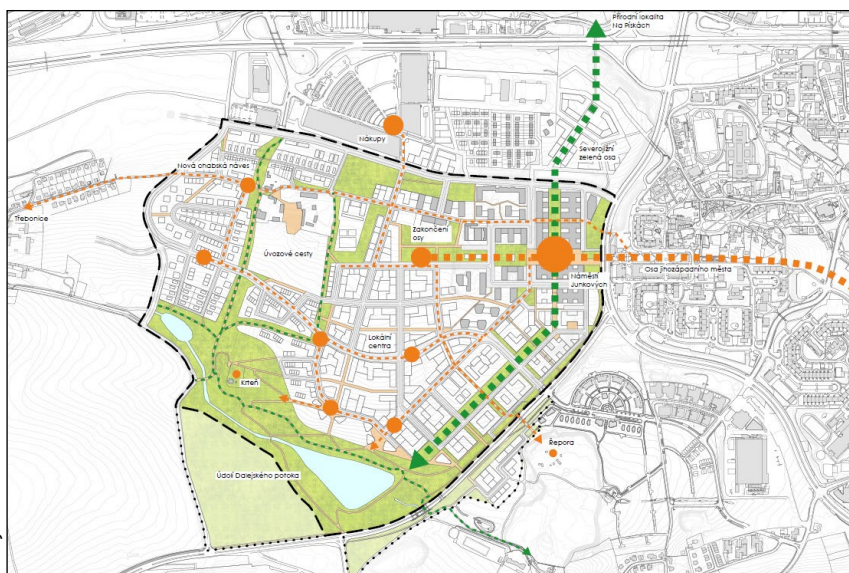 Přírodní lokalita
Na Pískách
Nákupy
Severojižní
zelená osa
Nová chabská náves
Třebonice
Zakončení
osy
Úvozové cesty
Náměstí
Junkových
Osa jihozápadního města
Lokální
centra
Krteň
Řepora
Údolí Dalejského potoka